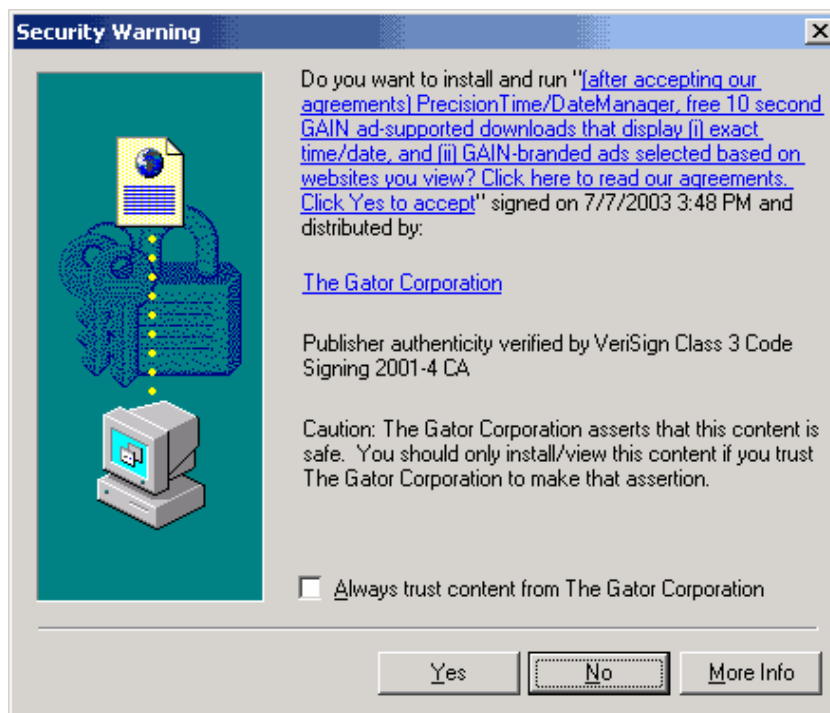 Security Warning
Do you want to install and run "(after accepting our
agreements) PrecisionTime/DateManager, free 10 second
GAIN ad-supported downloads that display (i) exact
time/date, and (ii) GAIN-branded ads selected based on
websites you view? Click here to read our agreements.
Click Yes to accept" signed on 7/7/2003 3:48 PM and
distributed by:
The Gator Corporation
Publisher authenticity verified by VeriSign Class 3 Code
Signing 2001-4 CA
Caution: The Gator Corporation asserts that this content is
safe. You should only install/view this content if you trust
The Gator Corporation to make that assertion.
Always trust content from The Gator Corporation
Yes No More Info